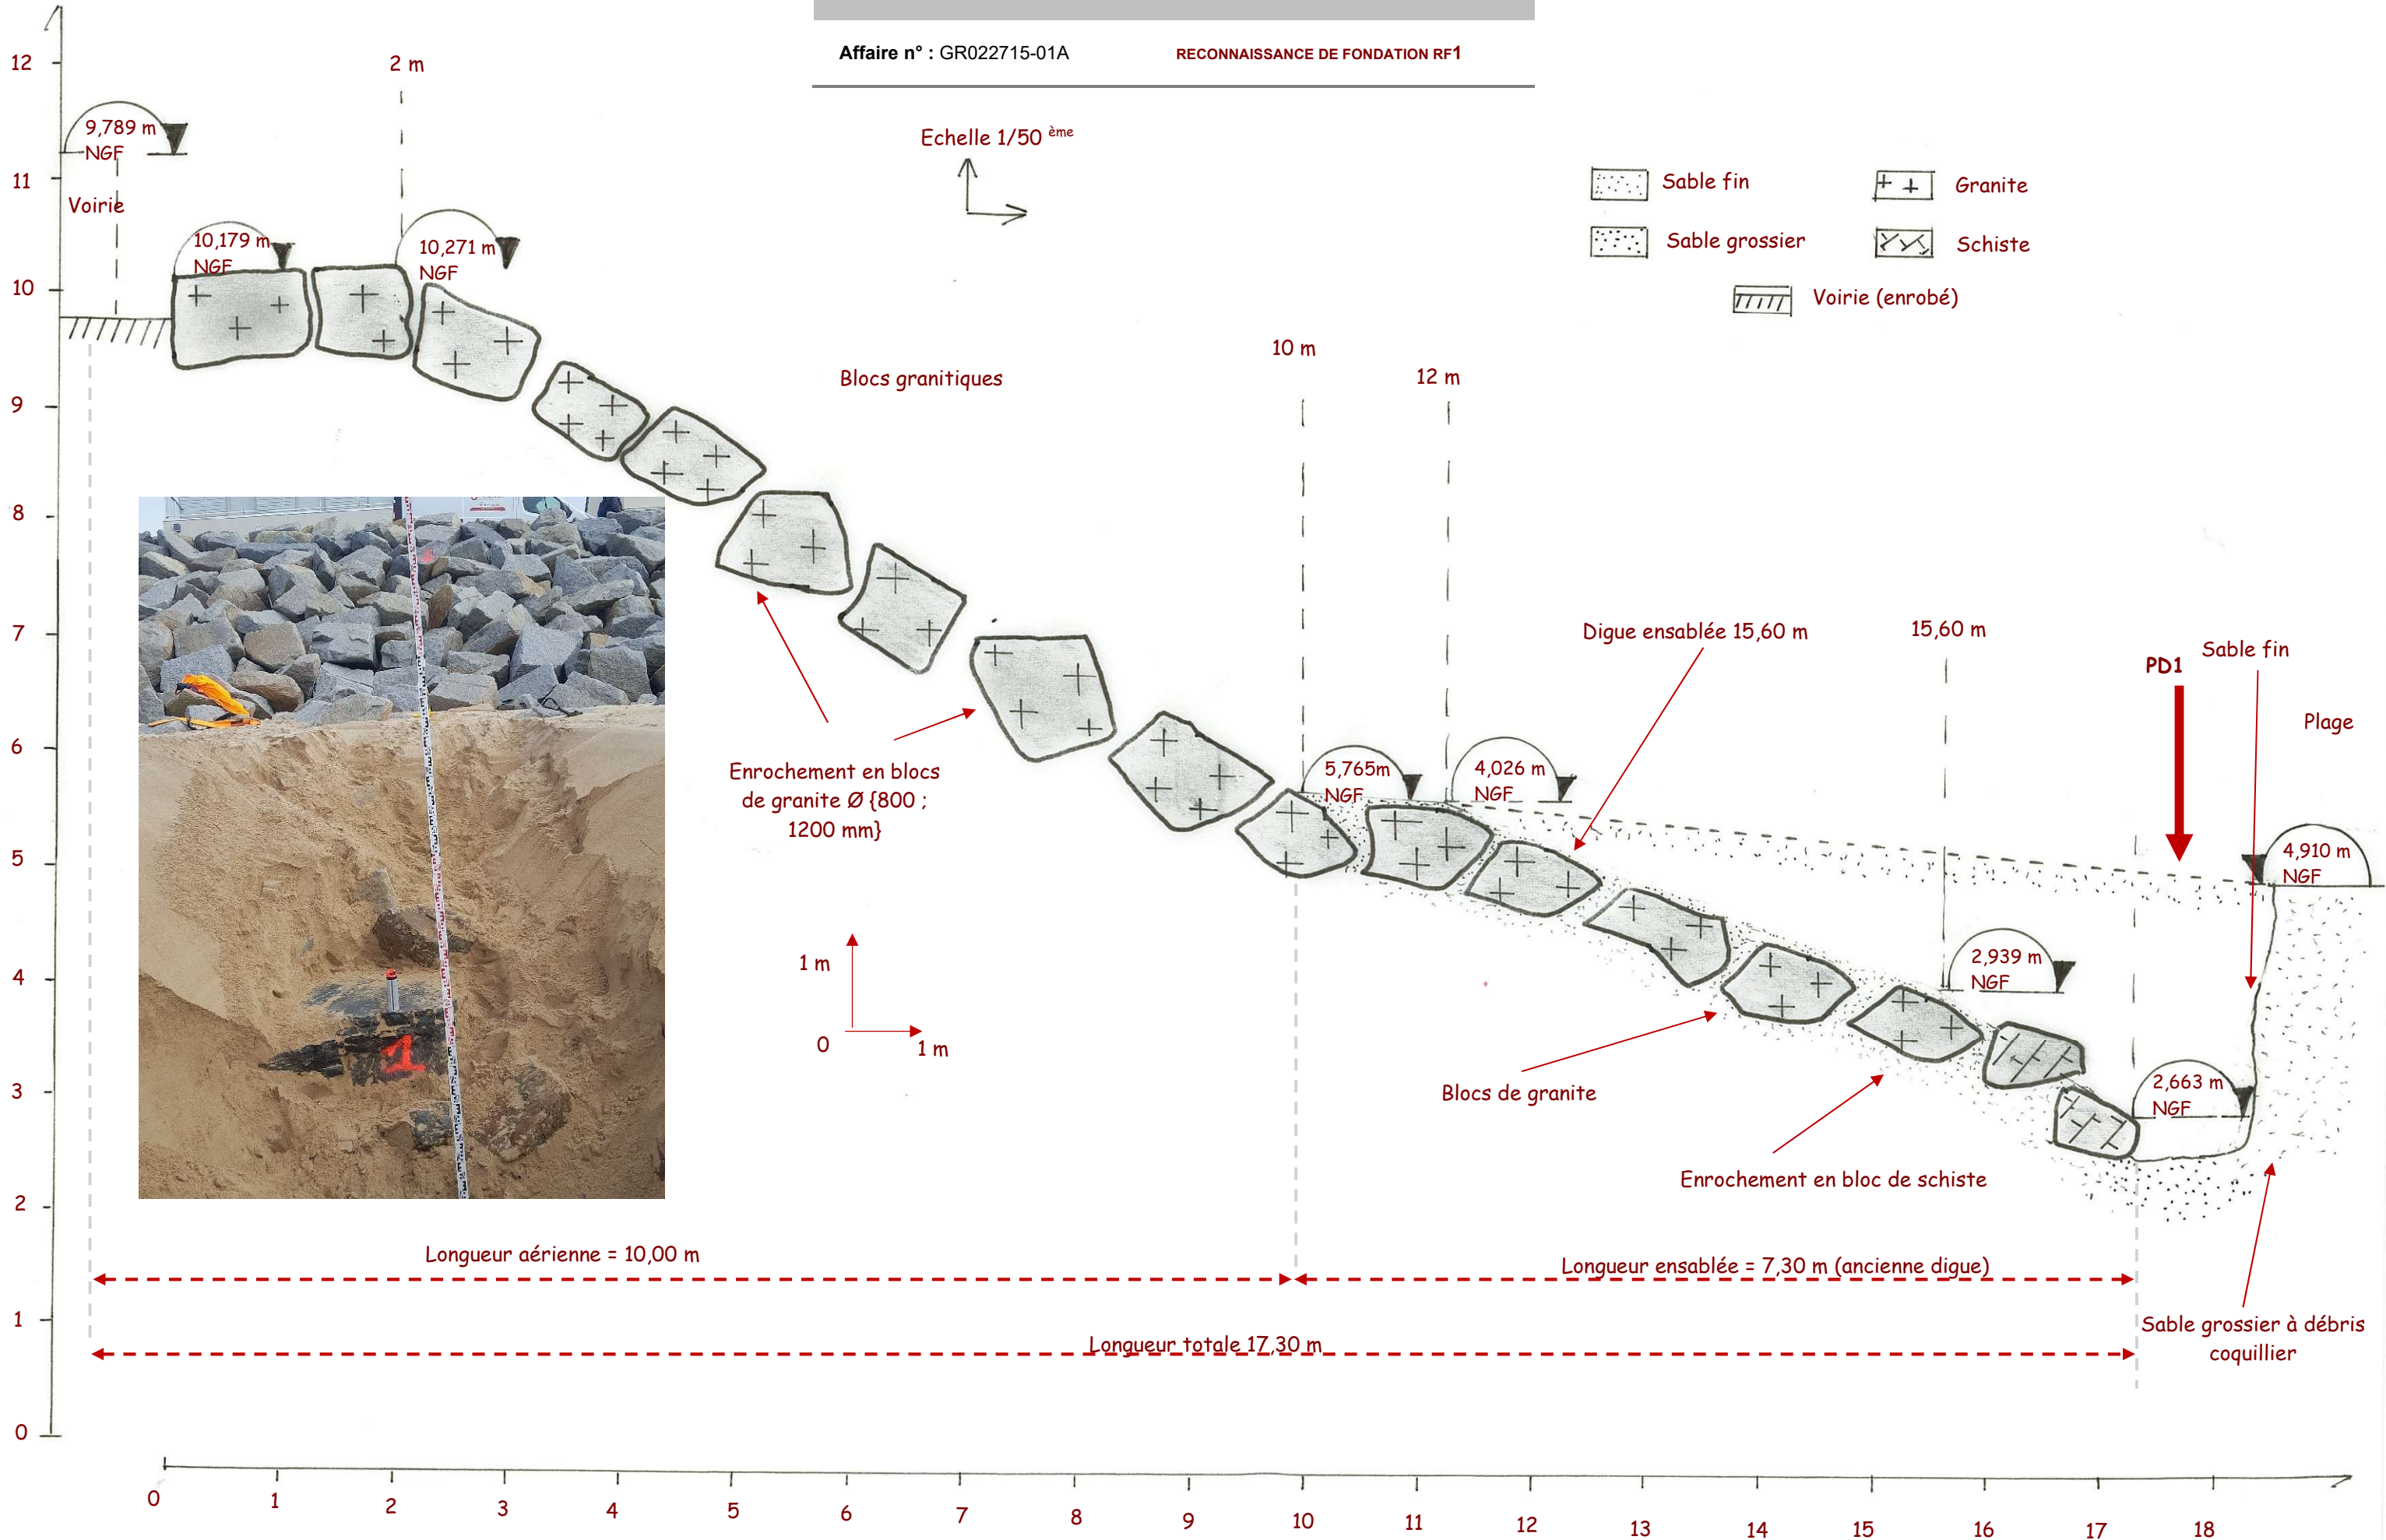 Affaire n° : GR022715-01A RECONNAISSANCE DE FONDATION RF1
Echelle 1/50 ème
Sable fin
Granite
Sable grossier
Schiste
Voirie (enrobé)
12
11
10
9
8
7
6
5
4
3
2
1
0
9,789 m
NGF
Voirie
2 m
10,179 m
NGF
10,271 m
NGF
Blocs granitiques
10 m
12 m
Digue ensablée 15,60 m
15,60 m
PD1
Sable fin
Plage
Enrochement en blocs
de granite Ø {800 ;
1200 mm}
5,765m
NGF
4,026 m
NGF
4,910 m
NGF
2,939 m
NGF
2,663 m
NGF
1 m
0
1 m
1
Blocs de granite
Enrochement en bloc de schiste
Longueur aérienne = 10,00 m
Longueur ensablée = 7,30 m (ancienne digue)
Longueur totale 17,30 m
Sable grossier à débris
coquillier
0 1 2 3 4 5 6 7 8 9 10 11 12 13 14 15 16 17 18